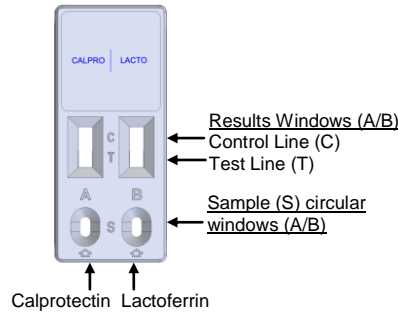 CALPRO LACTO
Results Windows (A/B)
C Control Line (C)
T Test Line (T)
A B
Sample (S) circular
S windows (A/B)
Calprotectin Lactoferrin